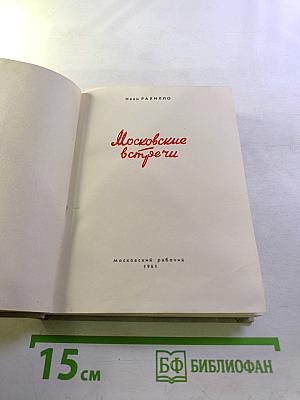 Иван РАХИЛЛО
Московские
встречи
Московский рабочий
1961
15 см
БФ БИБЛИОФАН